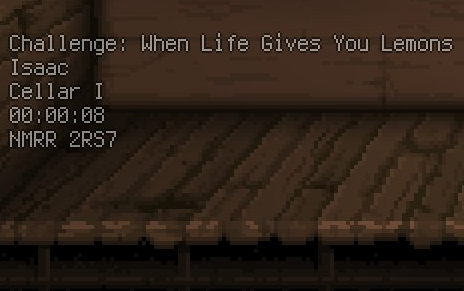 Challenge: When Life Gives You Lemons
Isaac
Cellar I
00:00:08
NMRR 2RS7